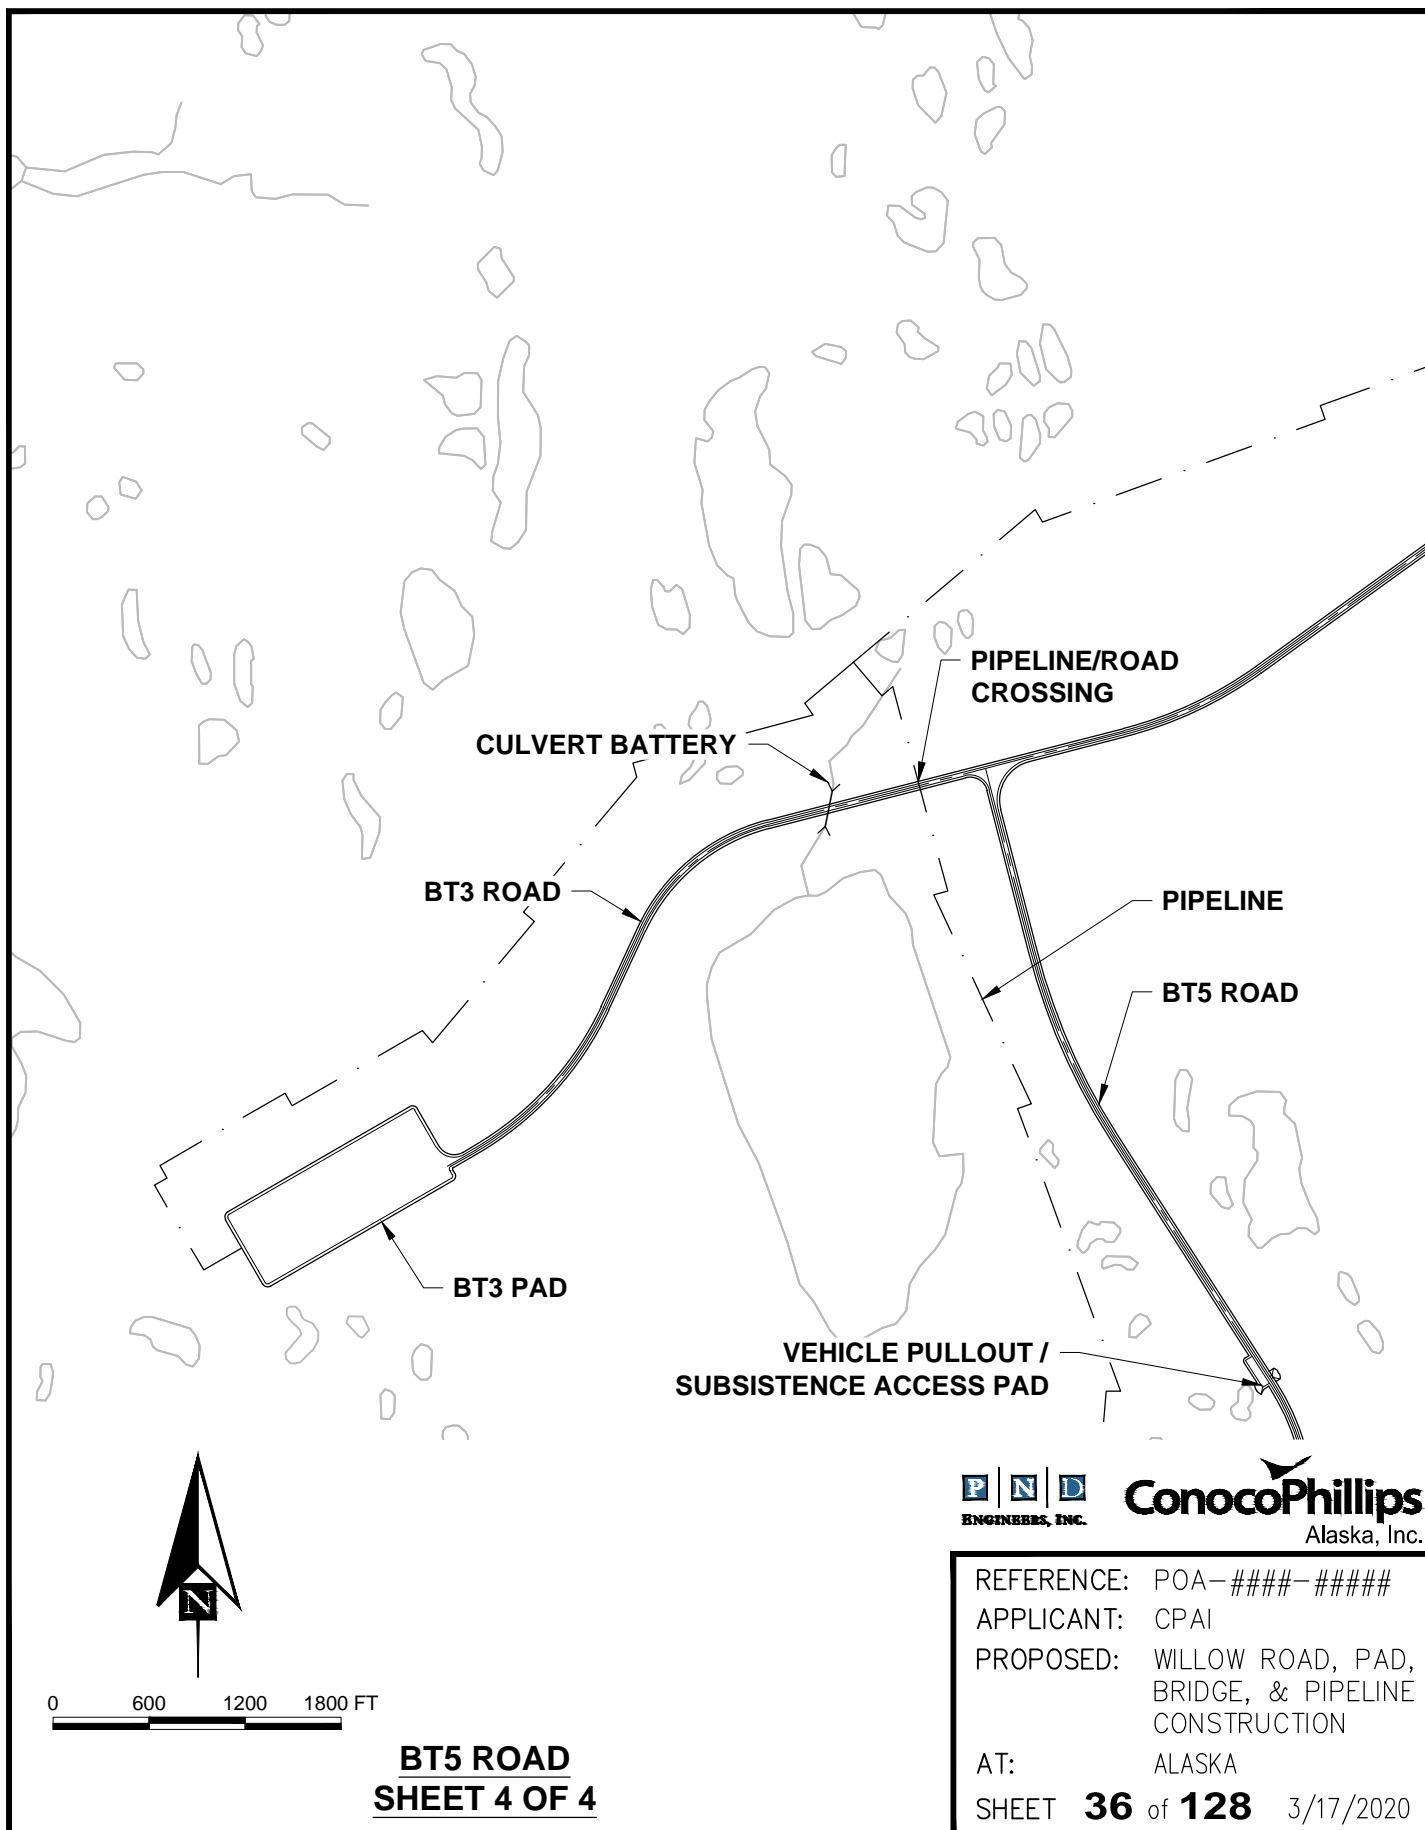 PIPELINE/ROAD
CROSSING
CULVERT BATTERY
BT3 ROAD
PIPELINE
BT5 ROAD
BT3 PAD
VEHICLE PULLOUT /
SUBSISTENCE ACCESS PAD
N
0 600 1200 1800 FT
BT5 ROAD
SHEET 4 OF 4
P N D
ENGINEERS, INC.
ConocoPhillips
Alaska, Inc.
REFERENCE: POA-####-#####
APPLICANT: CPAI
PROPOSED: WILLOW ROAD, PAD,
BRIDGE, & PIPELINE
CONSTRUCTION
AT: ALASKA
SHEET 36 of 128 3/17/2020